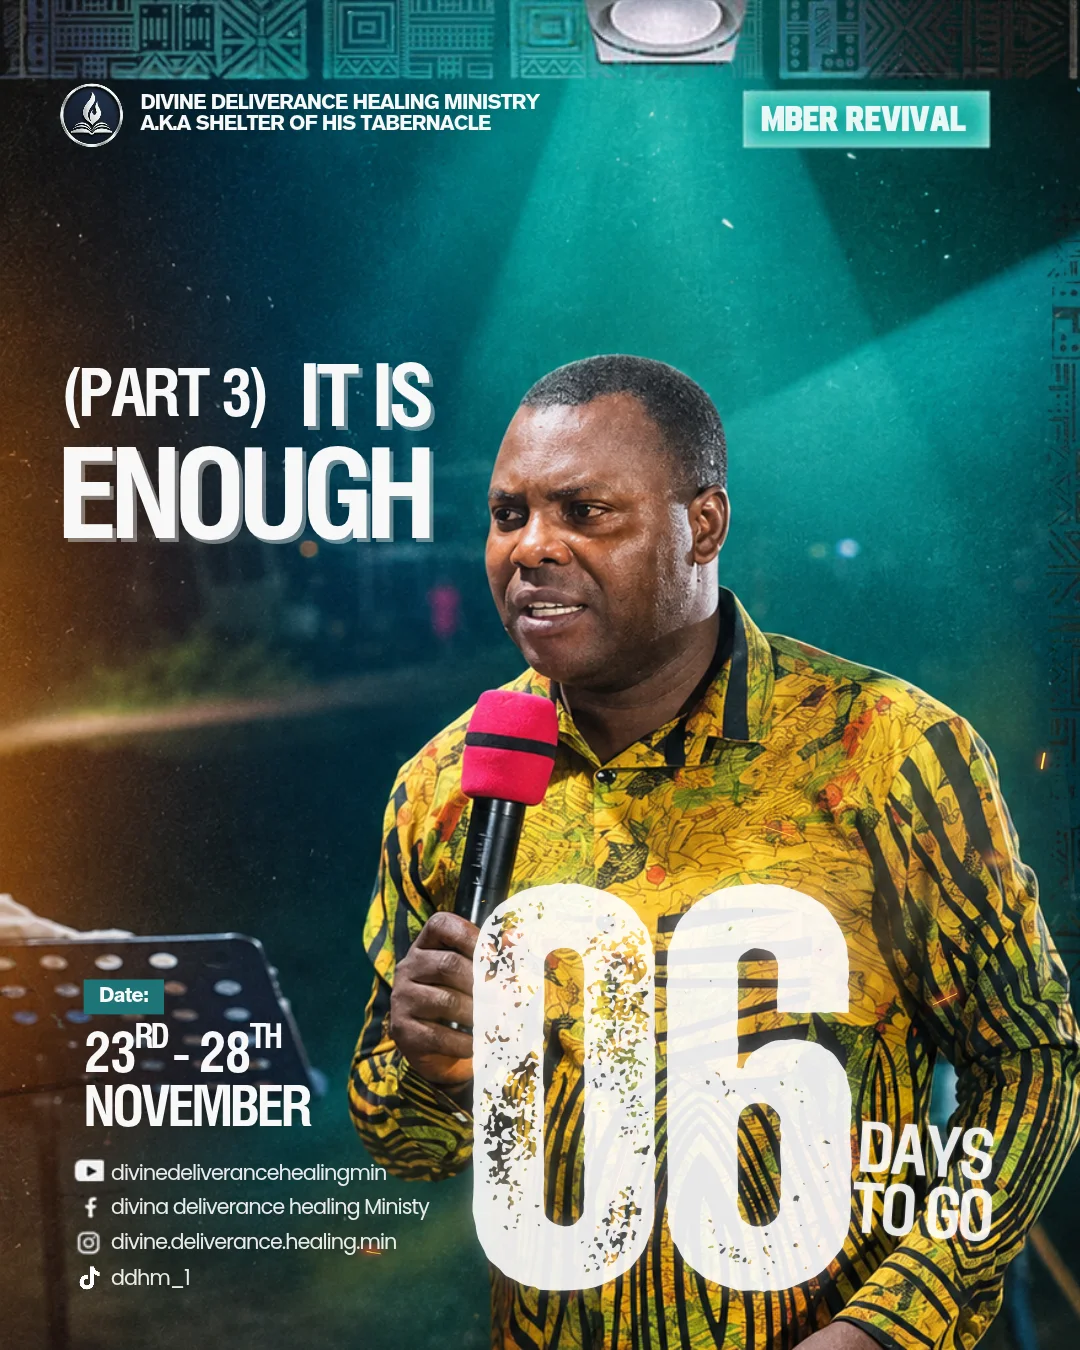 DIVINE DELIVERANCE HEALING MINISTRY
A.K.A SHELTER OF HIS TABERNACLE
MBER REVIVAL
(PART 3) IT IS
ENOUGH
Date:
23RD - 28TH
NOVEMBER
divinedeliverancehealingmin
divina deliverance healing Ministy
divine.deliverance.healing.min
ddhm_1
06
DAYS
TO GO